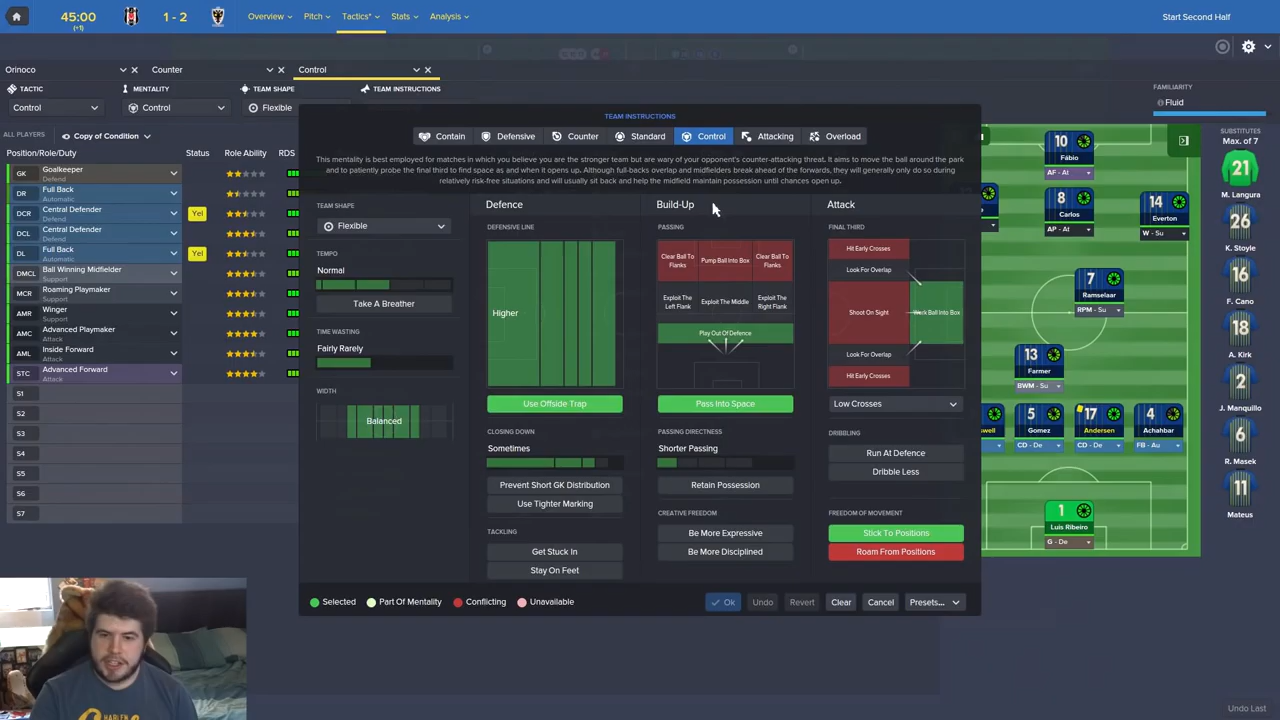 45:00
(+1)
1 - 2
Overview
Pitch
Tactics*
Stats
Analysis
Start Second Half
Orinoco
Counter
Control
TACTIC
MENTALITY
TEAM SHAPE
TEAM INSTRUCTIONS
Control
Control
Flexible
FAMILIARITY
Fluid
ALL PLAYERS
Copy of Condition
Position/Role/Duty
Status
Role Ability
RDS
GK
Goalkeeper
Defend
DR
Full Back
Automatic
DCR
Central Defender
Defend
Yel
DCL
Central Defender
Defend
DL
Full Back
Automatic
Yel
DMCL
Ball Winning Midfielder
Support
MCR
Roaming Playmaker
Support
AMR
Winger
Support
AMC
Advanced Playmaker
Attack
AML
Inside Forward
Attack
STC
Advanced Forward
Attack
S1
S2
S3
S4
S5
S6
S7
TEAM INSTRUCTIONS
Contain
Defensive
Counter
Standard
Control
Attacking
Overload
This mentality is best employed for matches in which you believe you are the stronger team but are wary of your opponent's counter-attacking threat. It aims to move the ball around the park
and to patiently probe the final third to find space as and when it opens up. Although full-backs overlap and midfielders break ahead of the forwards, they will generally only do so during
relatively risk-free situations and will usually sit back and help the midfield maintain possession until chances open up.
TEAM SHAPE
Flexible
TEMPO
Normal
Take A Breather
TIME WASTING
Fairly Rarely
WIDTH
Balanced
Defence
DEFENSIVE LINE
Higher
Use Offside Trap
CLOSING DOWN
Sometimes
Prevent Short GK Distribution
Use Tighter Marking
TACKLING
Get Stuck In
Stay On Feet
Build-Up
PASSING
Clear Ball To
Flanks
Pump Ball Into Box
Clear Ball To
Flanks
Exploit The
Left Flank
Exploit The Middle
Exploit The
Right Flank
Play Out Of Defence
Pass Into Space
PASSING DIRECTNESS
Shorter Passing
Retain Possession
CREATIVE FREEDOM
Be More Expressive
Be More Disciplined
Attack
FINAL THIRD
Hit Early Crosses
Look For Overlap
Shoot On Sight
Work Ball Into Box
Look For Overlap
Hit Early Crosses
Low Crosses
DRIBBLING
Run At Defence
Dribble Less
FREEDOM OF MOVEMENT
Stick To Positions
Roam From Positions
Selected
Part Of Mentality
Conflicting
Unavailable
Ok
Undo
Revert
Clear
Cancel
Presets...
10
Fábio
AF - At
8
Carlos
AP - At
14
Everton
W - Su
7
Ramselaar
RPM - Su
13
Farmer
BWM - Su
5
Gomez
CD - De
17
Andersen
CD - De
4
Achahbar
FB - Au
1
Luis Ribeiro
G - De
SUBSTITUTES
Max. of 7
21
M. Langura
26
K. Stoyle
16
F. Cano
18
A. Kirk
2
J. Manquillo
6
R. Masek
11
Mateus
Undo Last